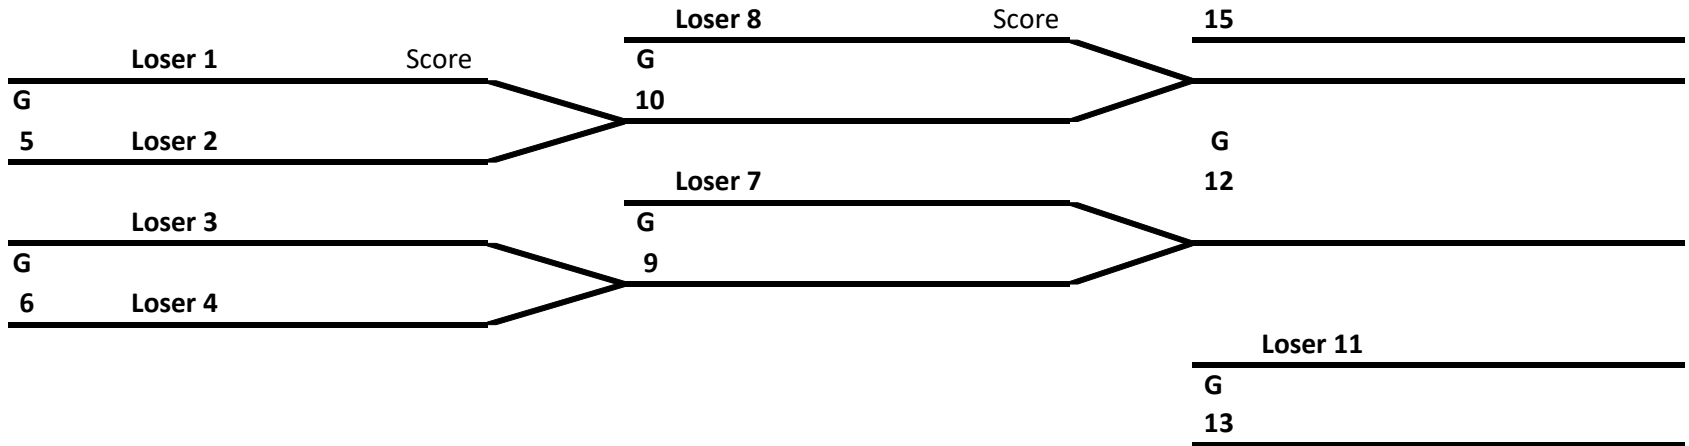 Loser 8 Score 15
Loser 1 Score G
G 10
5 Loser 2 G
Loser 7 12
Loser 3 G
G 9
6 Loser 4
Loser 11
G
13